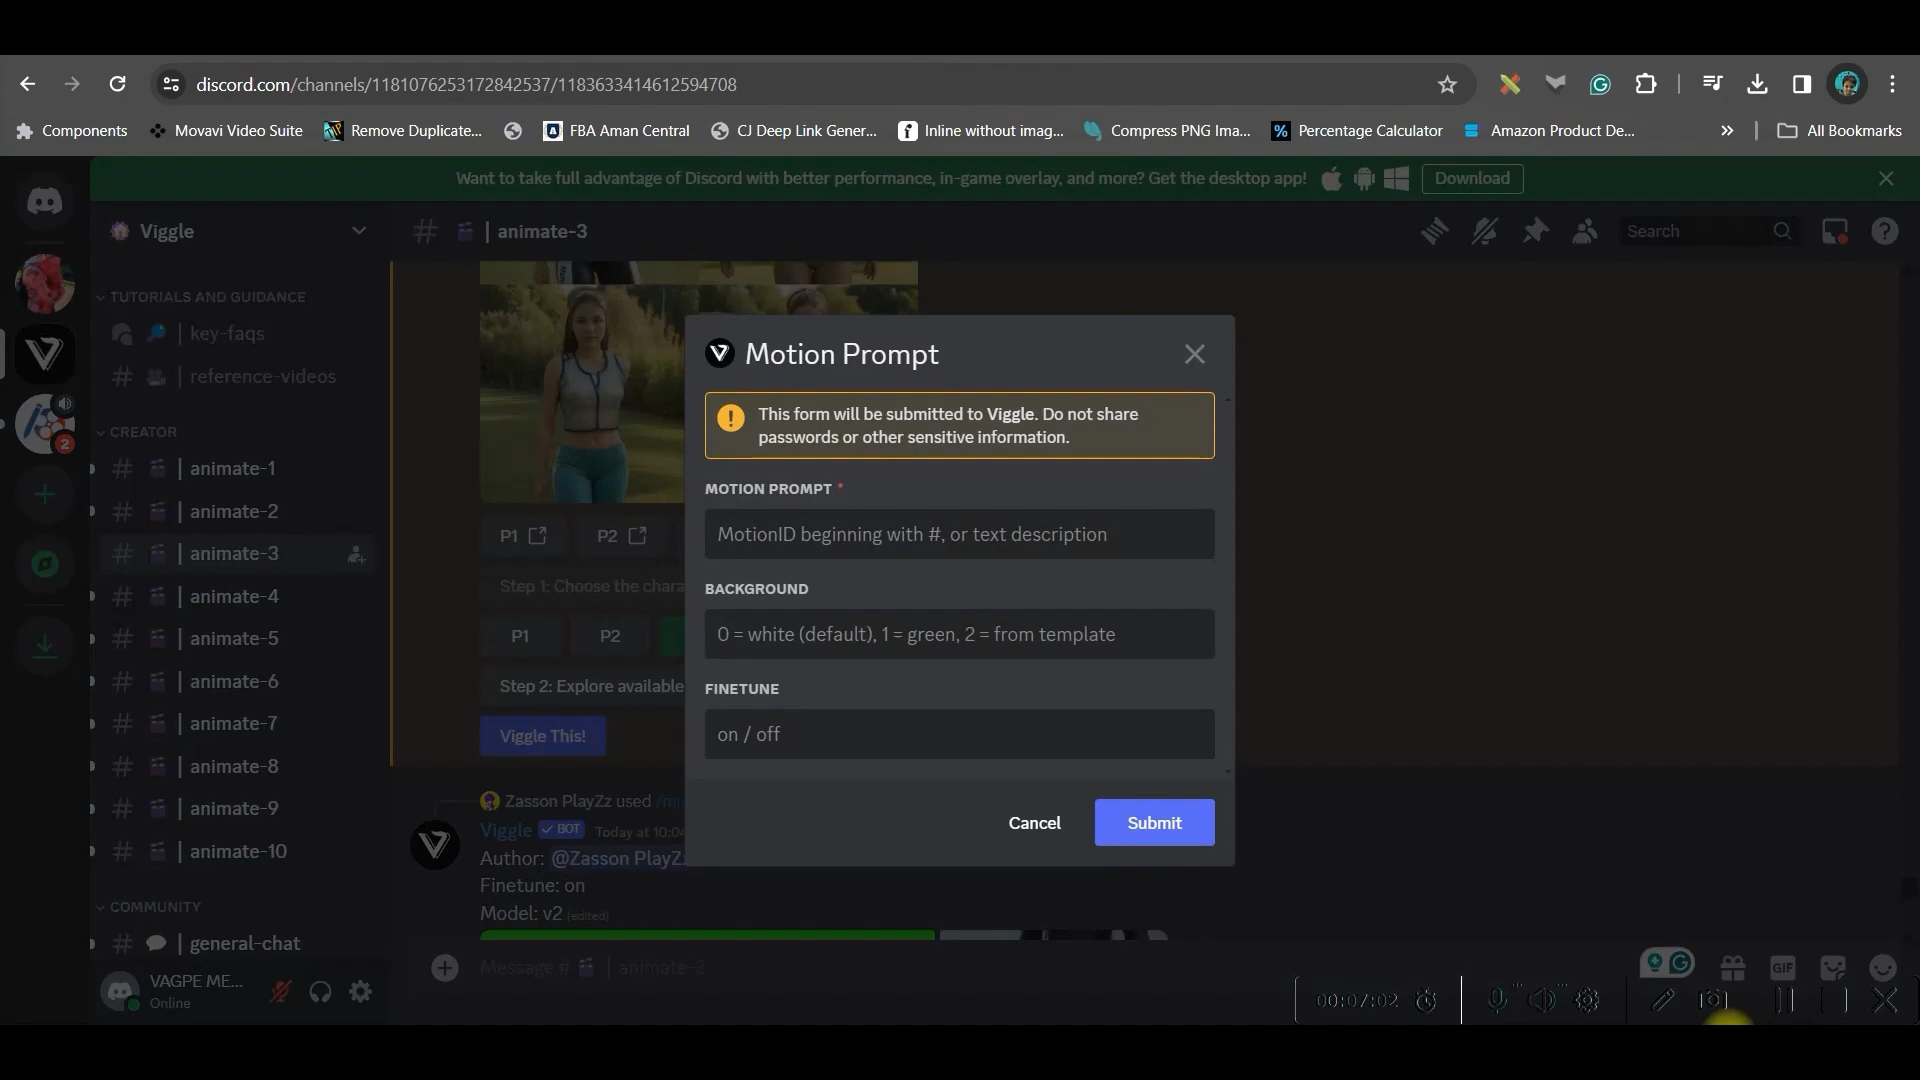 discord.com/channels/1181076253172842537/1183633414612594708
Components
Movavi Video Suite
Remove Duplicate...
FBA Aman Central
CJ Deep Link Gener...
Inline without imag...
Compress PNG Ima...
Percentage Calculator
Amazon Product De...
All Bookmarks
Want to take full advantage of Discord with better performance, in-game overlay, and more? Get the desktop app!
Download
Viggle
# | animate-3
Search
TUTORIALS AND GUIDANCE
| key-faqs
# | reference-videos
CREATOR
# | animate-1
# | animate-2
# | animate-3
# | animate-4
# | animate-5
# | animate-6
# | animate-7
# | animate-8
# | animate-9
# | animate-10
COMMUNITY
# | general-chat
2
VAGPE ME...
Online
P1
P2
Step 1: Choose the chara
P1
P2
Step 2: Explore available
Viggle This!
Zasson PlayZz used /m
Viggle BOT Today at 10:04
Author: @Zasson PlayZ
Finetune: on
Model: v2 (edited)
Message # | animate-3
Motion Prompt
This form will be submitted to Viggle. Do not share
passwords or other sensitive information.
MOTION PROMPT *
MotionID beginning with #, or text description
BACKGROUND
0 = white (default), 1 = green, 2 = from template
FINETUNE
on / off
Cancel
Submit
GIF
00:07:02